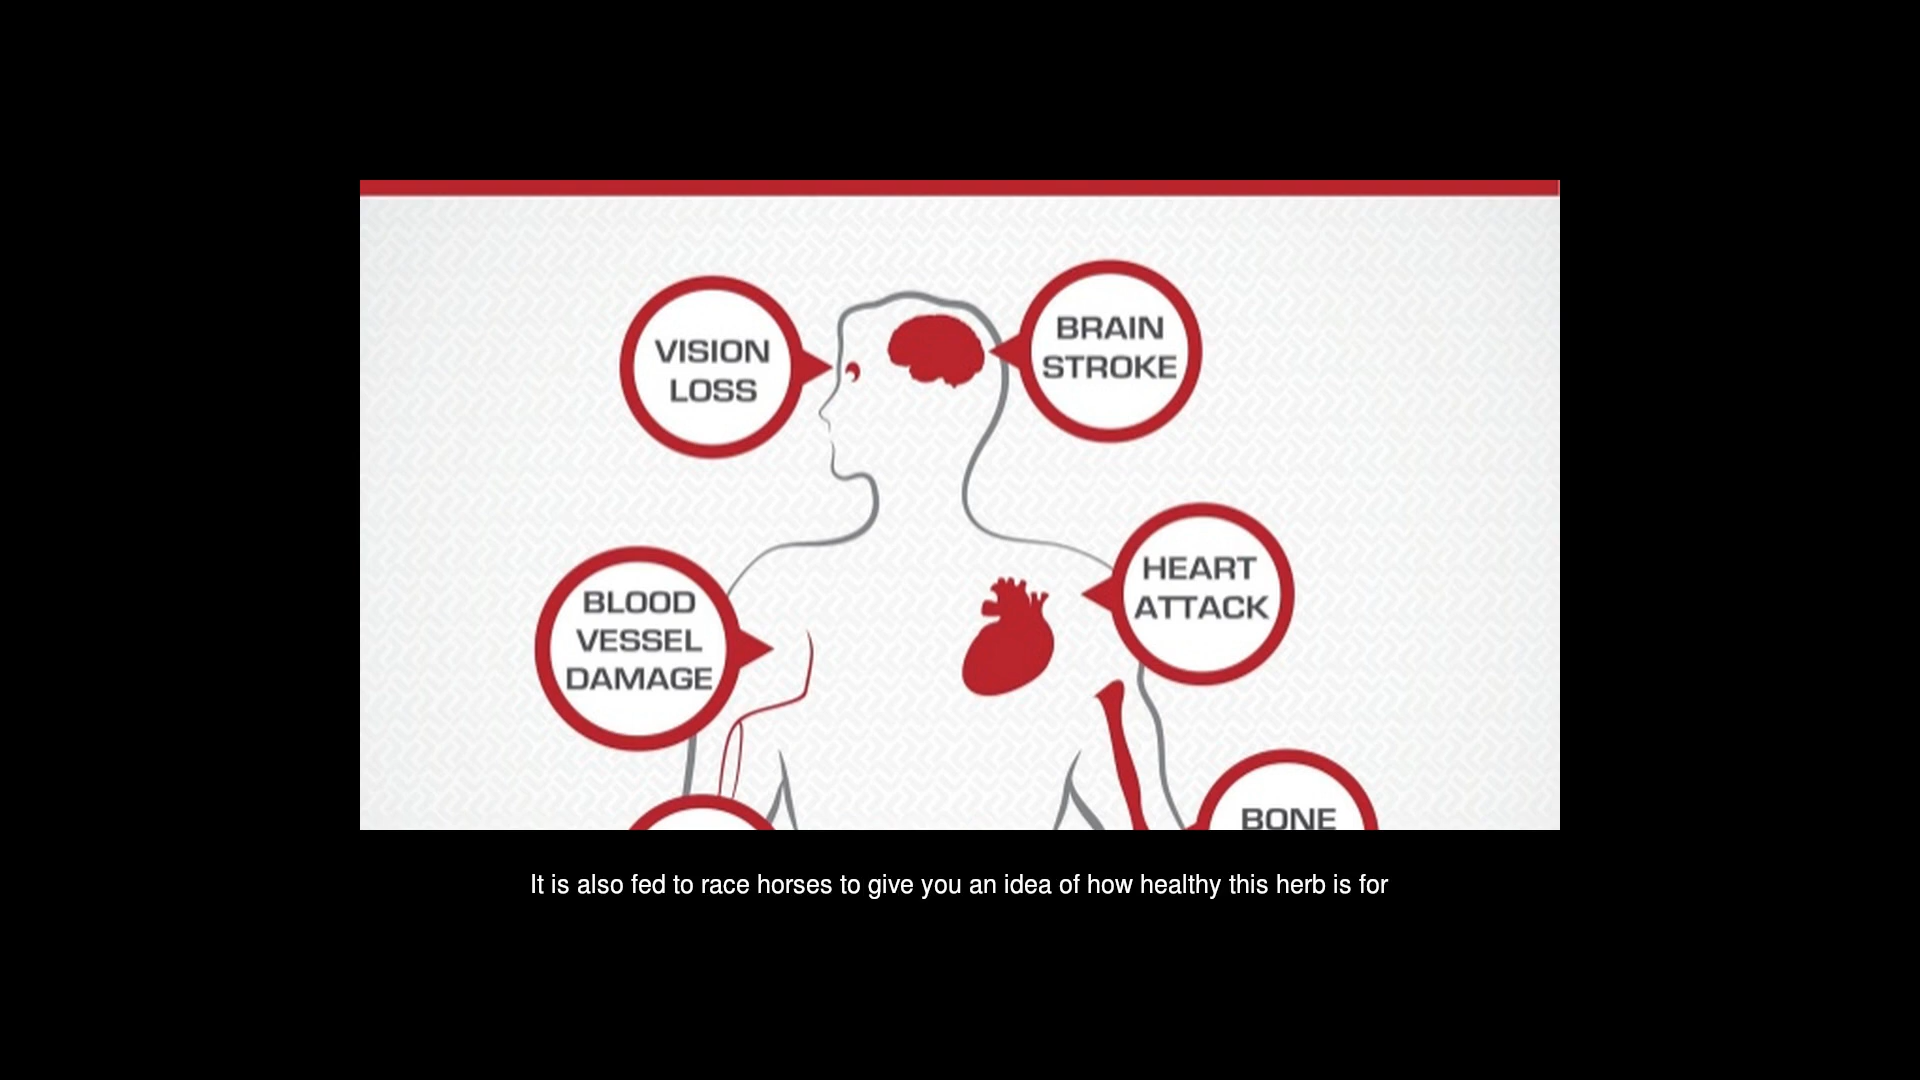 VISION
LOSS
BRAIN
STROKE
HEART
ATTACK
BLOOD
VESSEL
DAMAGE
BONE
It is also fed to race horses to give you an idea of how healthy this herb is for